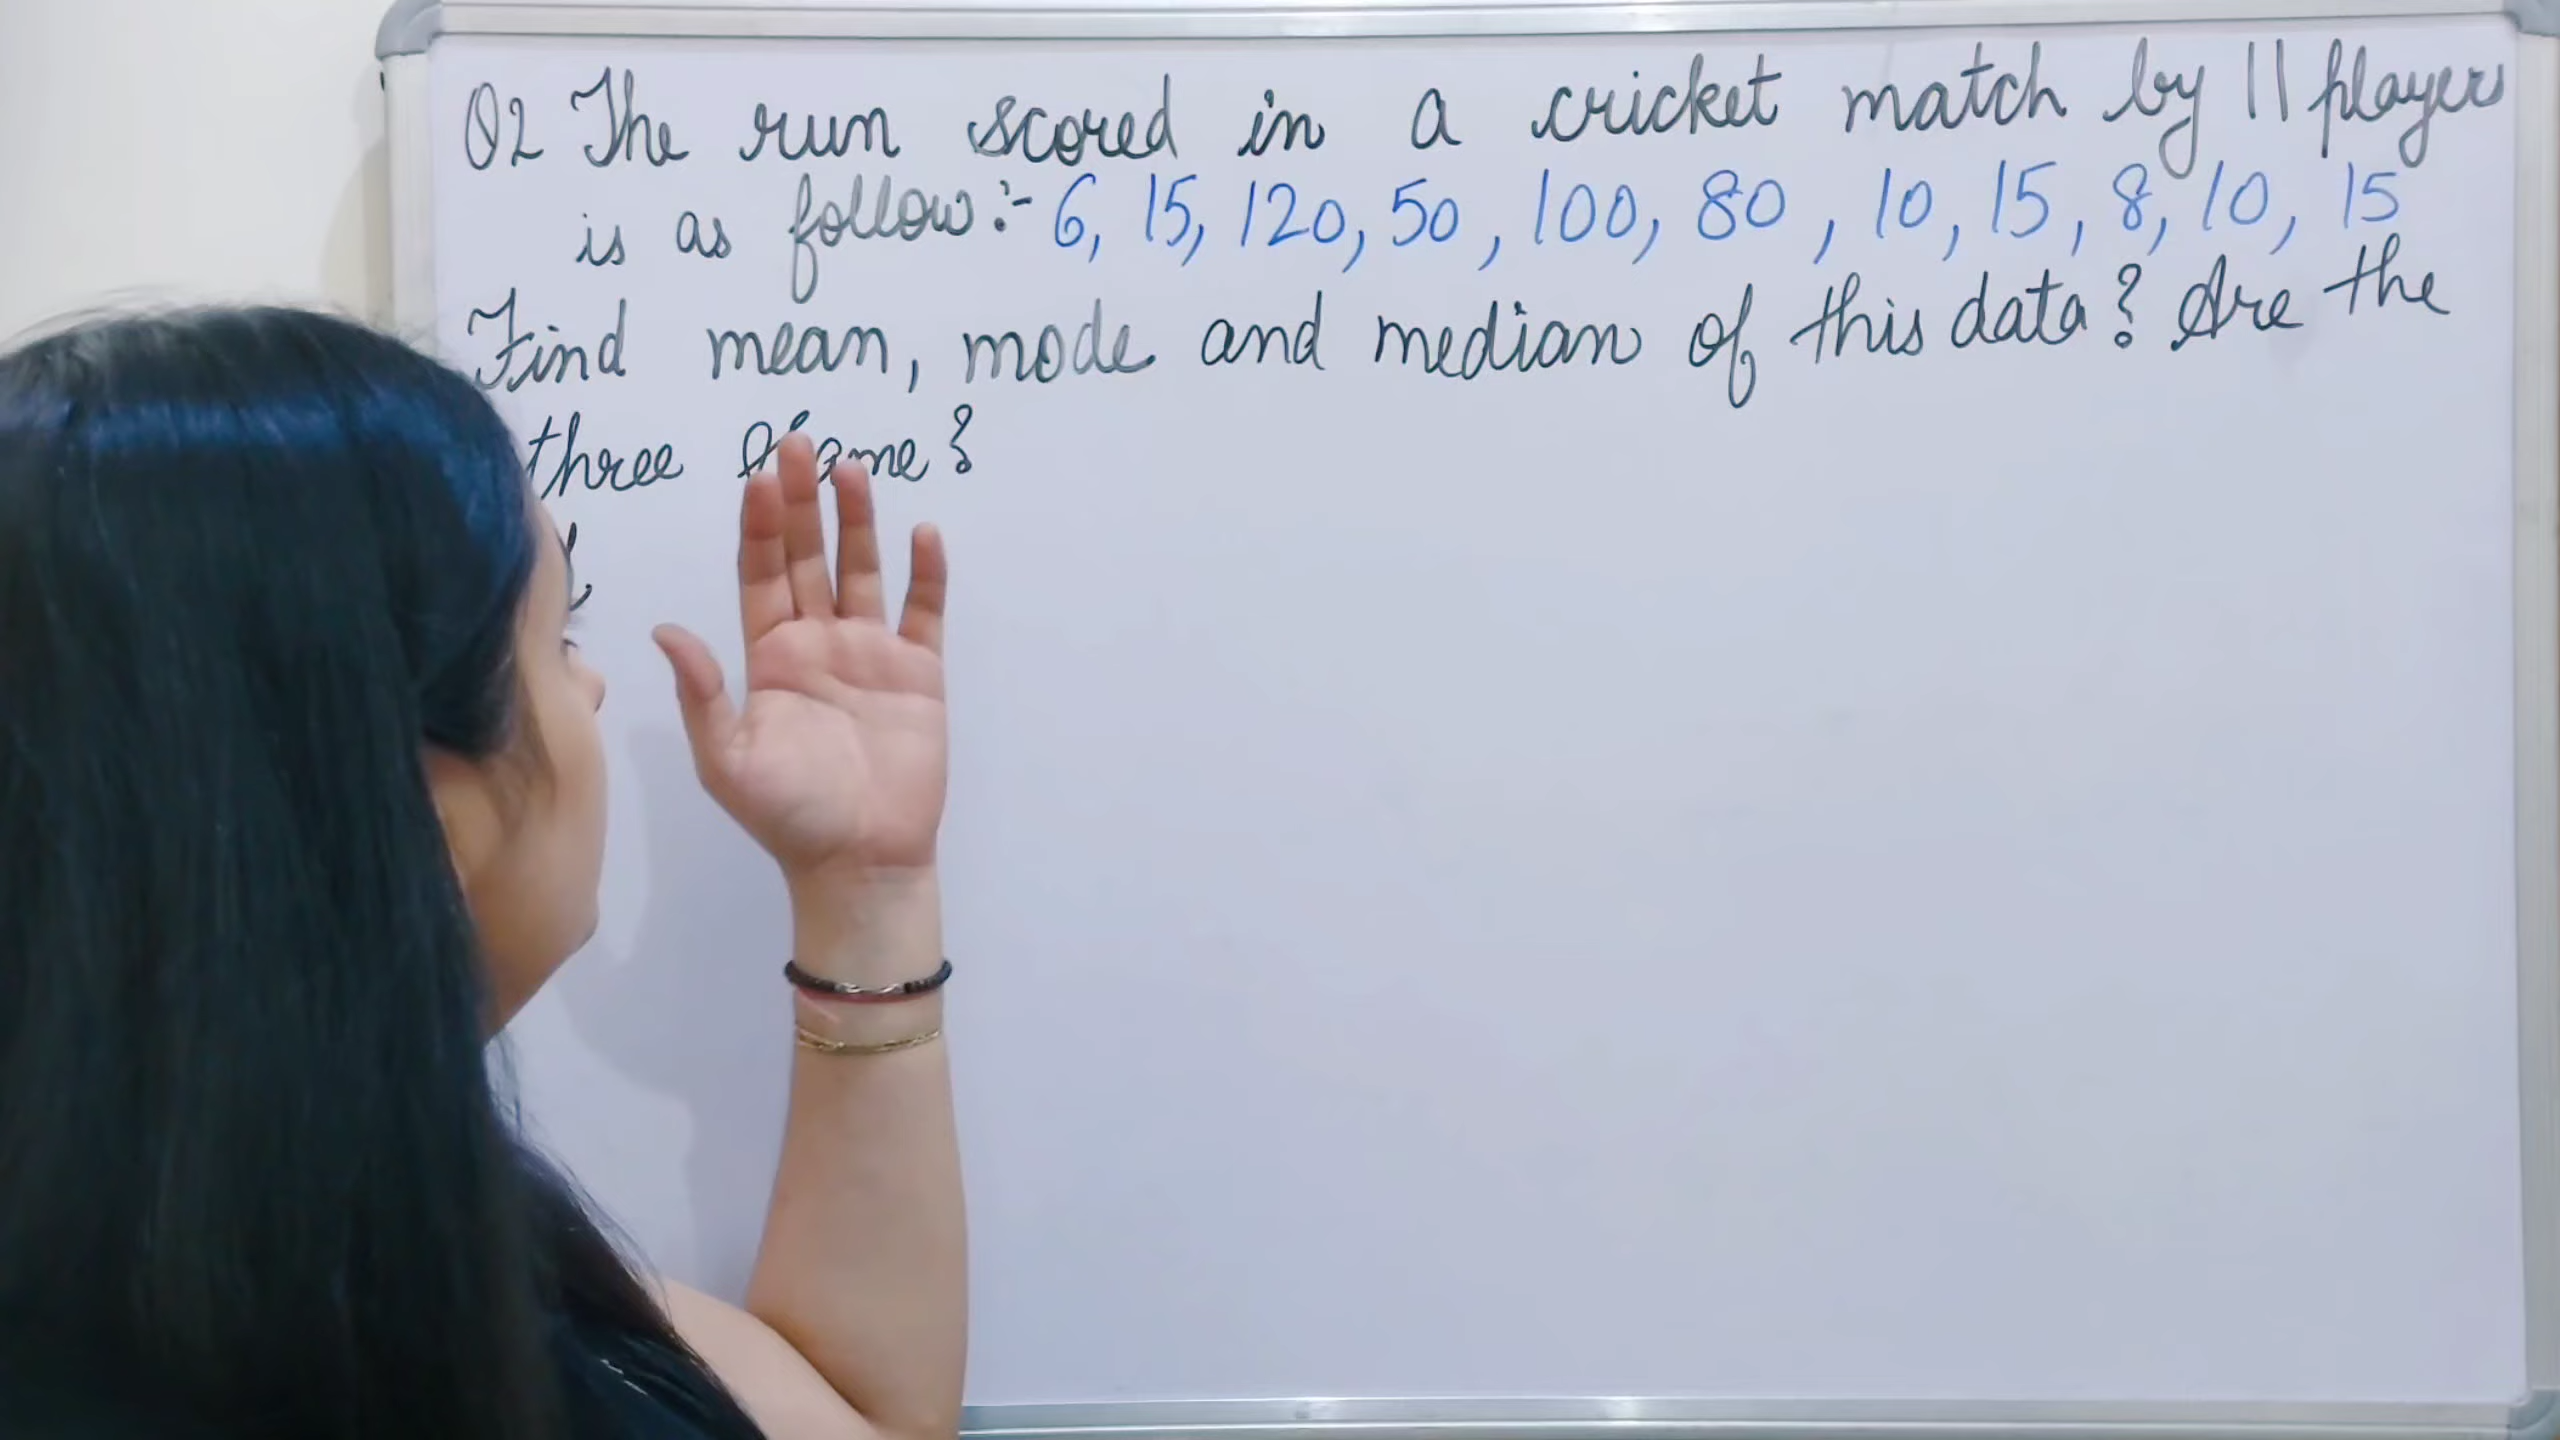 Q2 The run scored in a cricket match by 11 players
is as follow:- 6, 15, 120, 50, 100, 80, 10, 15, 8, 10, 15
Find mean, mode and median of this data? Are the
three same?